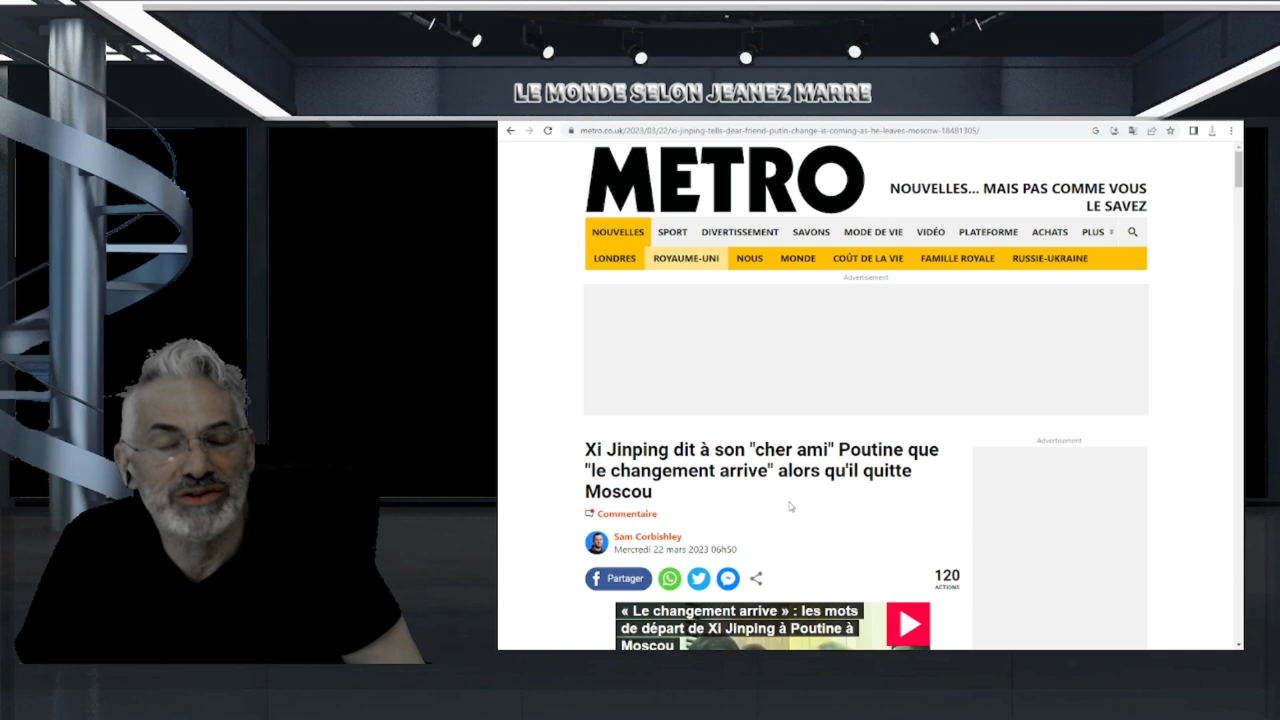 LE MONDE SELON JEANEZ MARRE
metro.co.uk/2023/03/22/xi-jinping-tells-dear-friend-putin-change-is-coming-as-he-leaves-moscow-18481305/
METRO
NOUVELLES... MAIS PAS COMME VOUS
LE SAVEZ
NOUVELLES SPORT DIVERTISSEMENT SAVONS MODE DE VIE VIDÉO PLATEFORME ACHATS PLUS
LONDRES ROYAUME-UNI NOUS MONDE COÛT DE LA VIE FAMILLE ROYALE RUSSIE-UKRAINE
Advertisement
Advertisement
Xi Jinping dit à son "cher ami" Poutine que
"le changement arrive" alors qu'il quitte
Moscou
Commentaire
Sam Corbishley
Mercredi 22 mars 2023 06h50
Partager
120
ACTIONS
« Le changement arrive » : les mots
de départ de Xi Jinping à Poutine à
Moscou